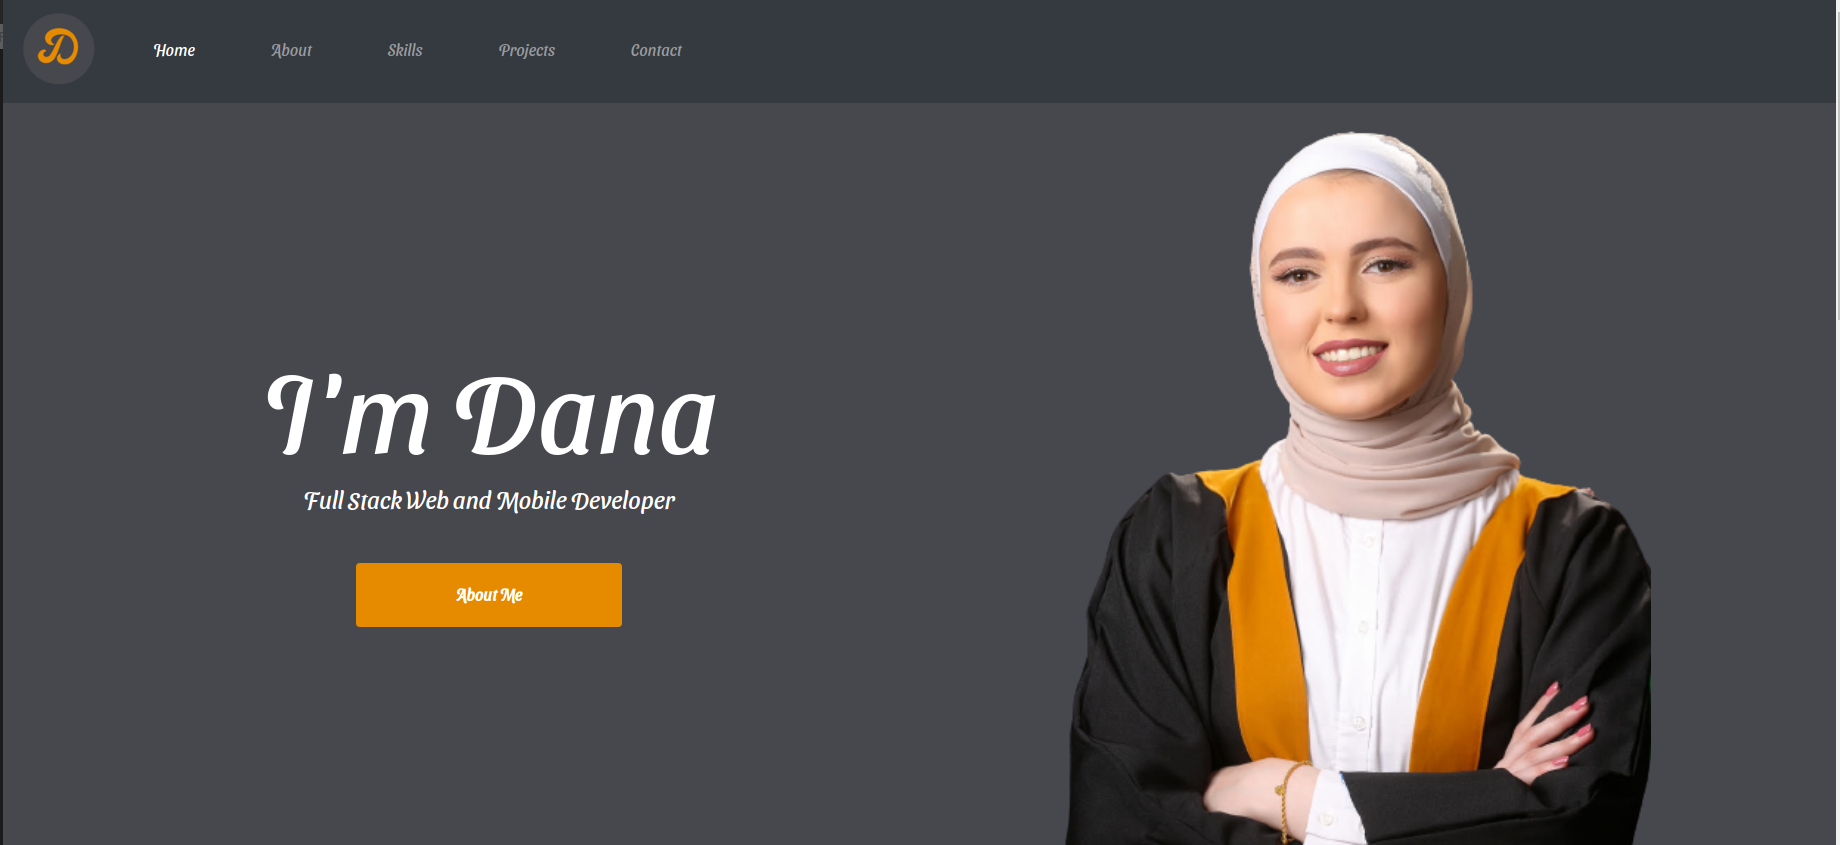 D
Home About Skills Projects Contact
I'm Dana
Full Stack Web and Mobile Developer
About Me